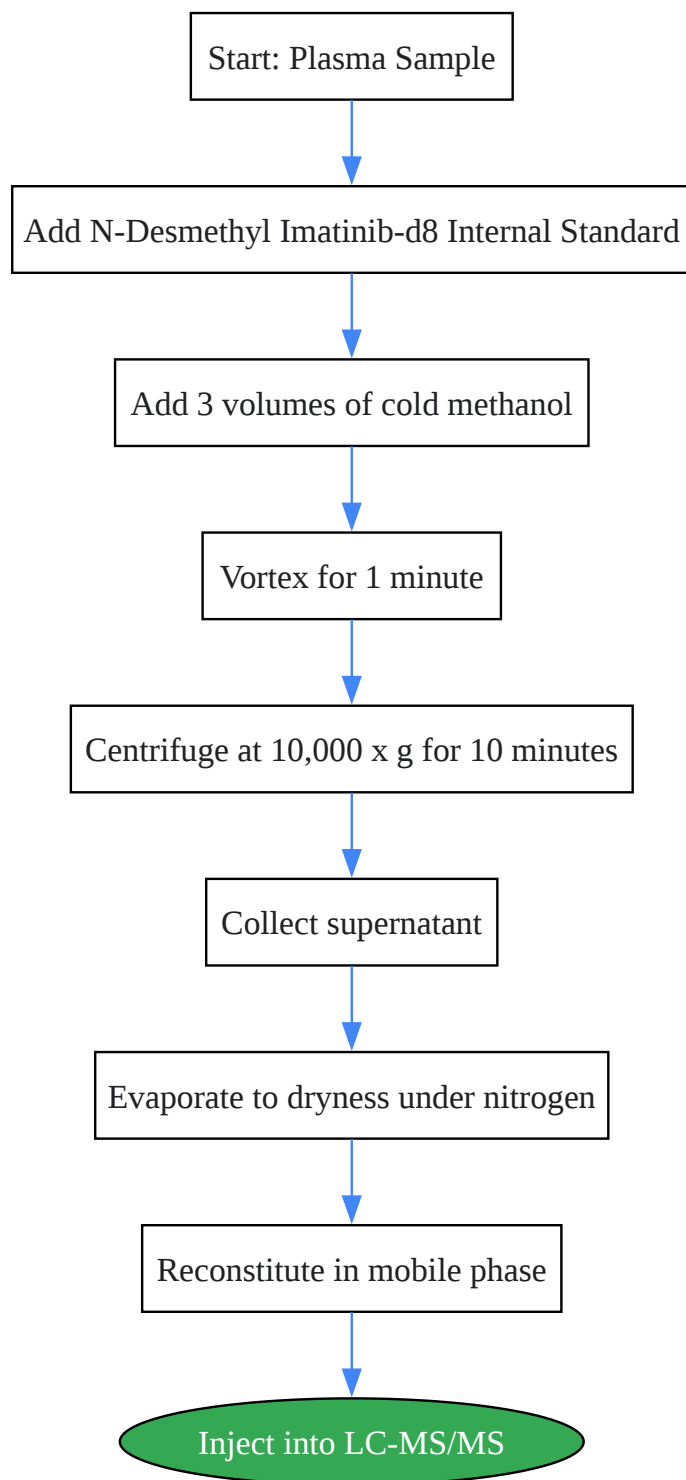 Start: Plasma Sample
Add N-Desmethyl Imatinib-d8 Internal Standard
Add 3 volumes of cold methanol
Vortex for 1 minute
Centrifuge at 10,000 x g for 10 minutes
Collect supernatant
Evaporate to dryness under nitrogen
Reconstitute in mobile phase
Inject into LC-MS/MS